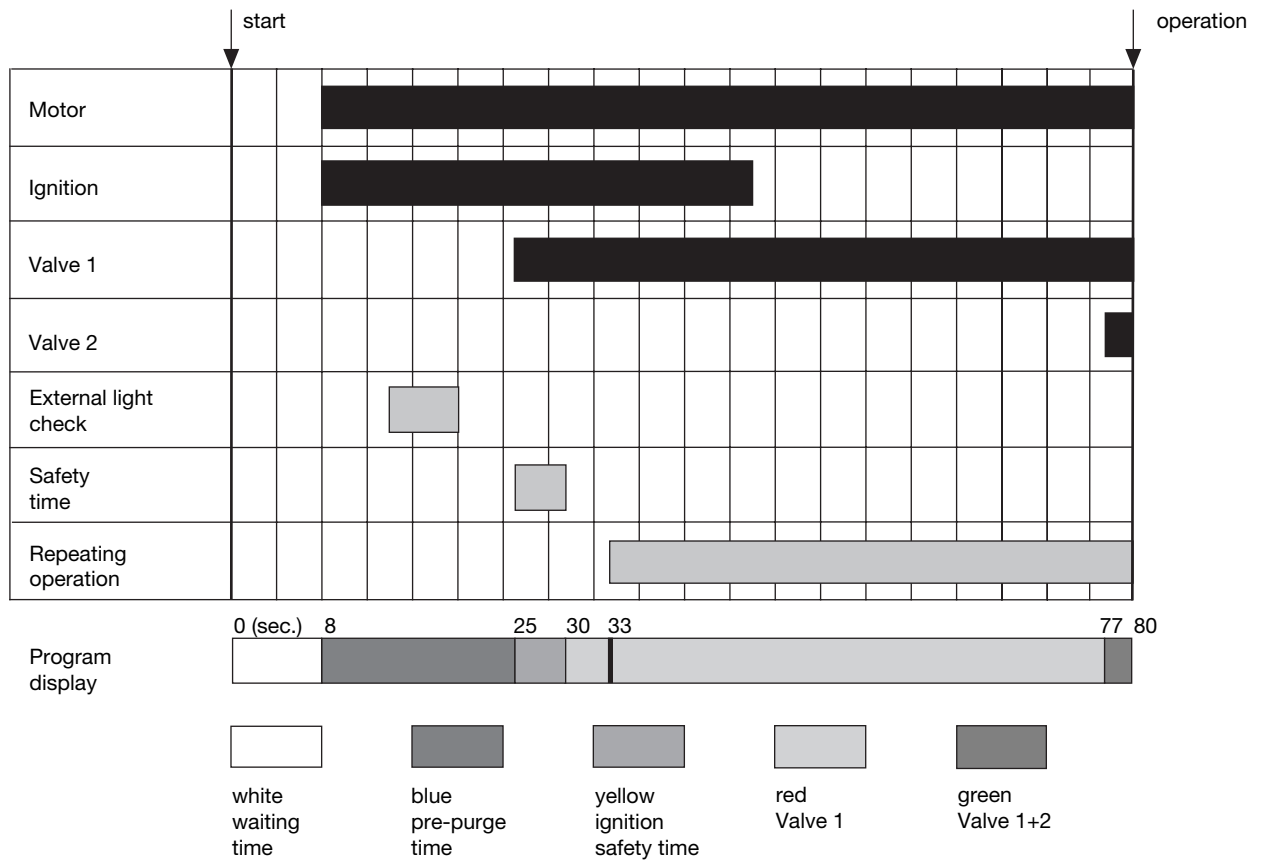 start
operation
Motor
Ignition
Valve 1
Valve 2
External light
check
Safety
time
Repeating
operation
0 (sec.) 8 25 30 33 77 80
Program
display
white
waiting
time
blue
pre-purge
time
yellow
ignition
safety time
red
Valve 1
green
Valve 1+2